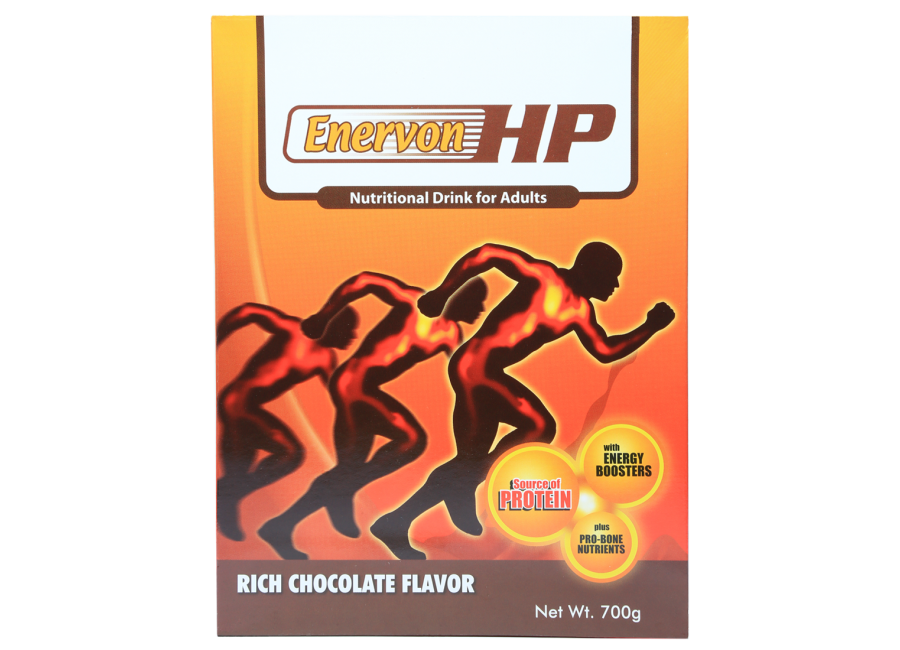 Enervon HP
Nutritional Drink for Adults
with
ENERGY
BOOSTERS
Source of
PROTEIN
plus
PRO-BONE
NUTRIENTS
RICH CHOCOLATE FLAVOR
Net Wt. 700g